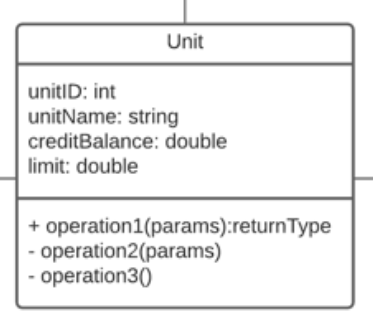 Unit
unitID: int
unitName: string
creditBalance: double
limit: double
+ operation1(params):returnType
- operation2(params)
- operation3()